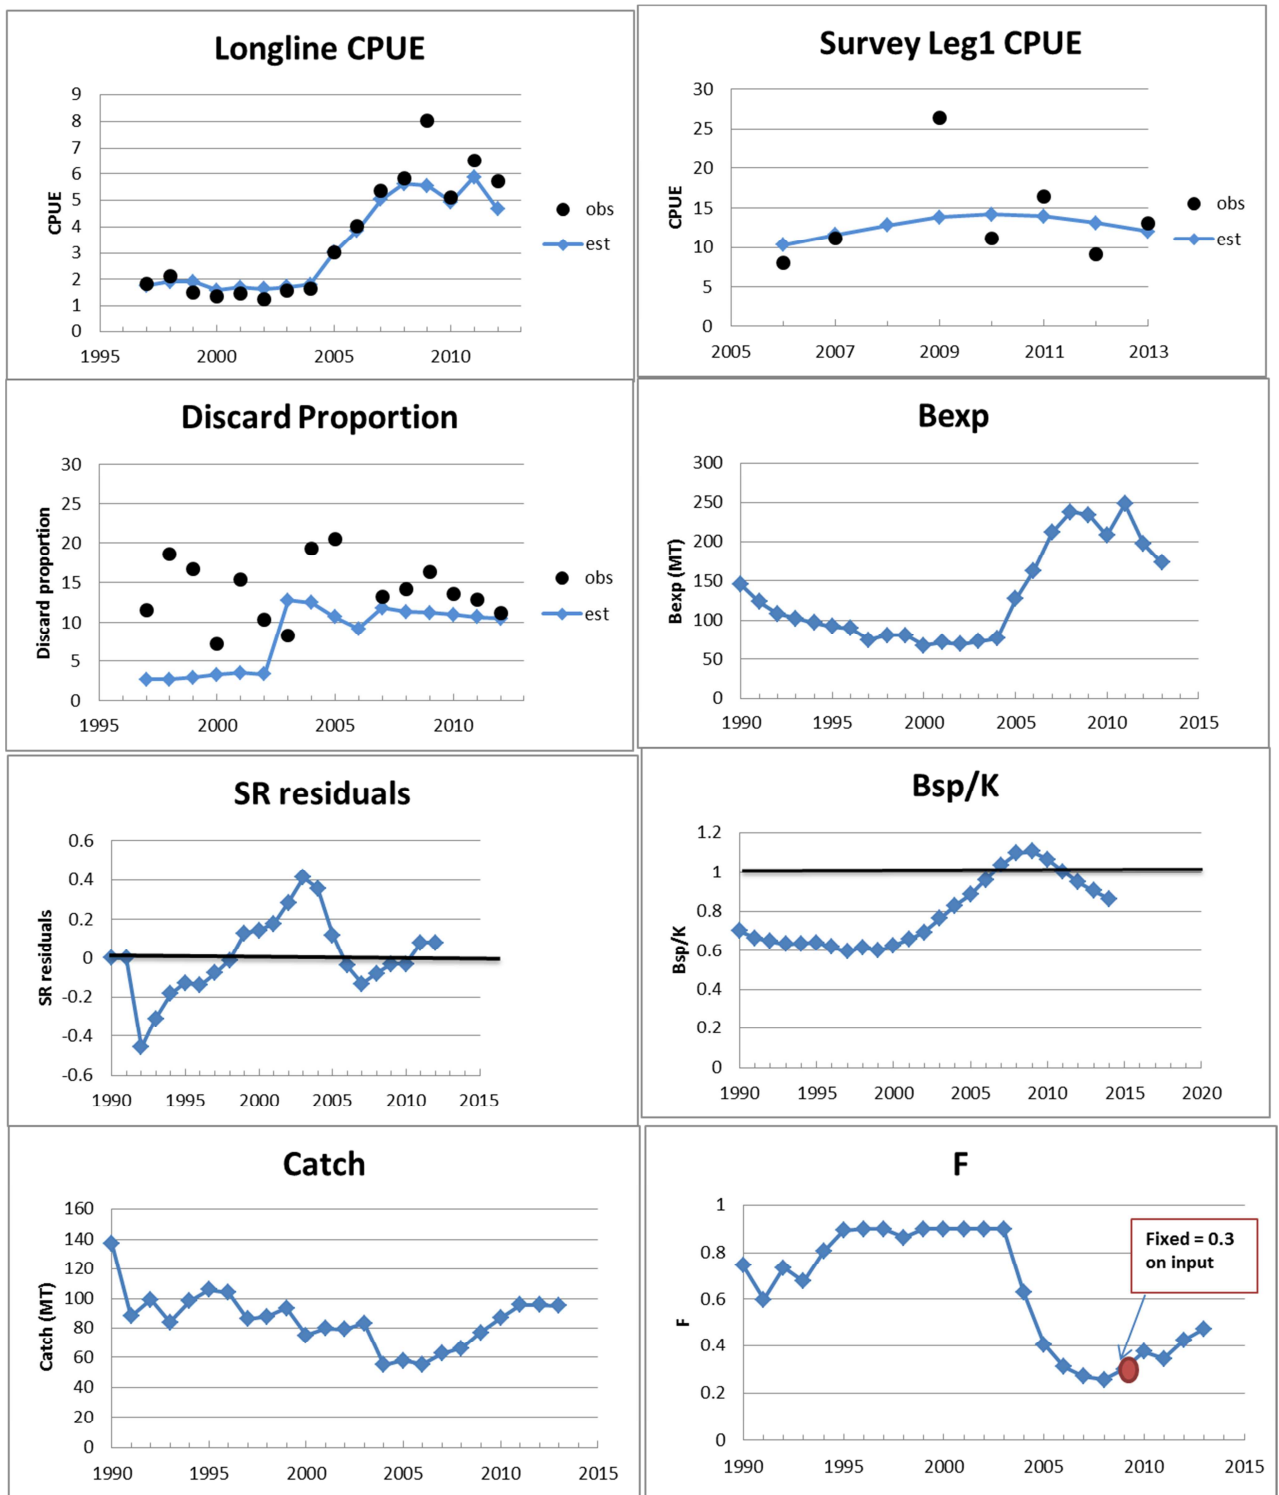 Longline CPUE
9
8
7
6
5
4
3
2
1
0
CPUE
1995 2000 2005 2010
obs
est
Survey Leg1 CPUE
30
25
20
15
10
5
0
CPUE
2005 2007 2009 2011 2013
obs
est
Discard Proportion
30
25
20
15
10
5
0
Discard proportion
1995 2000 2005 2010
obs
est
Bexp
300
250
200
150
100
50
0
Bexp (MT)
1990 1995 2000 2005 2010 2015
SR residuals
0.6
0.4
0.2
0
-0.2
-0.4
-0.6
SR residuals
1990 1995 2000 2005 2010 2015
Bsp/K
1.2
1
0.8
0.6
0.4
0.2
0
Bsp/K
1990 1995 2000 2005 2010 2015 2020
Catch
160
140
120
100
80
60
40
20
0
Catch (MT)
1990 1995 2000 2005 2010 2015
F
1
0.8
0.6
0.4
0.2
0
F
Fixed = 0.3
on input
1990 1995 2000 2005 2010 2015